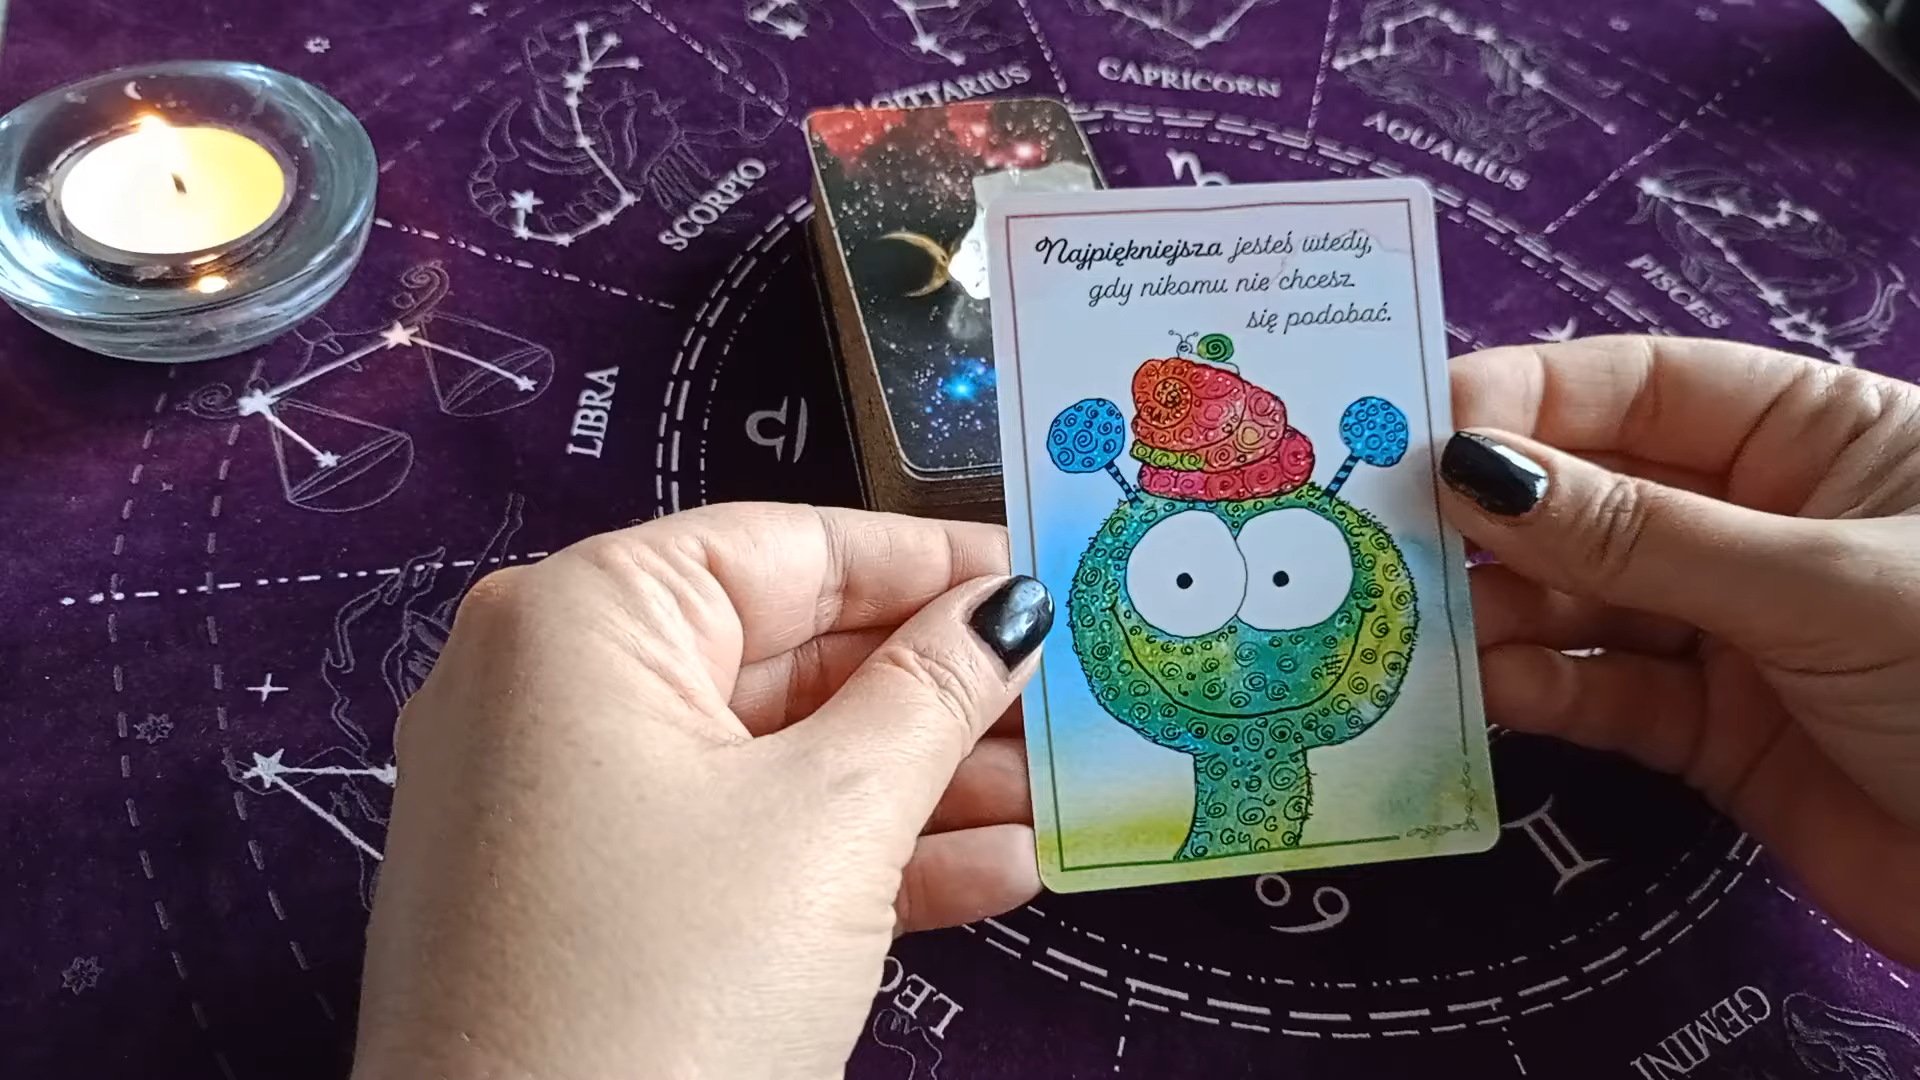 SAGITTARIUS
CAPRICORN
AQUARIUS
PISCES
SCORPIO
LIBRA
Najpiękniejsza jesteś wtedy,
gdy nikomu nie chcesz
się podobać.
LEO
GEMINI